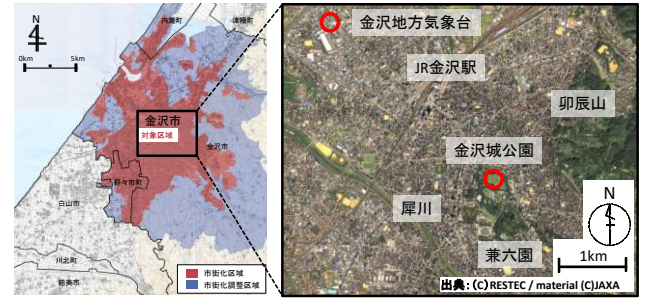 内灘町
津幡町
N
0km
5km
金沢市
対象区域
金沢市
野々市町
白山市
川北町
能美市
市街化区域
市街化調整区域
金沢地方気象台
JR金沢駅
卯辰山
金沢城公園
犀川
兼六園
N
1km
出典:(C)RESTEC / material (C)JAXA